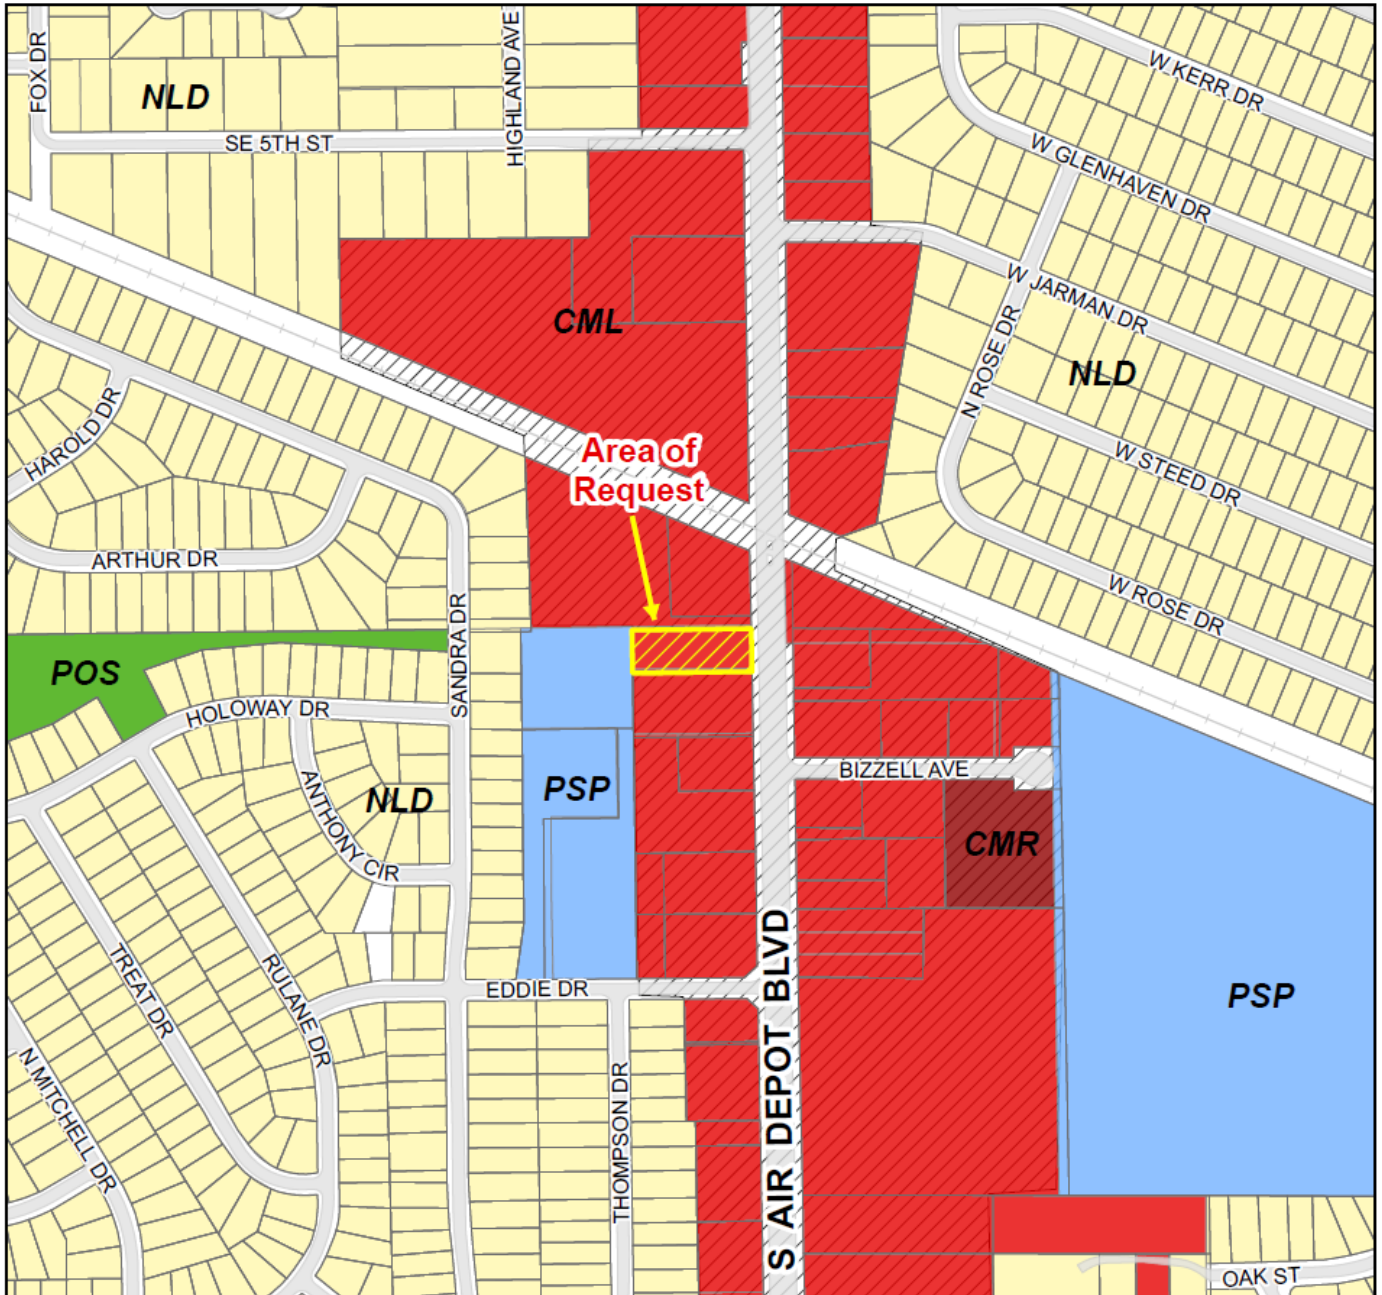 FOX DR
NLD
HIGHLAND AVE
SE 5TH ST
W KERR DR
W GLENHAVEN DR
W JARMAN DR
N ROSE DR
NLD
CML
HAROLD DR
Area of
Request
W STEED DR
ARTHUR DR
W ROSE DR
SANDRA DR
POS
HOLOWAY DR
ANTHONY CIR
NLD
PSP
BIZZELL AVE
CMR
TREAT DR
RULANE DR
EDDIE DR
S AIR DEPOT BLVD
PSP
N MITCHELL DR
THOMPSON DR
OAK ST